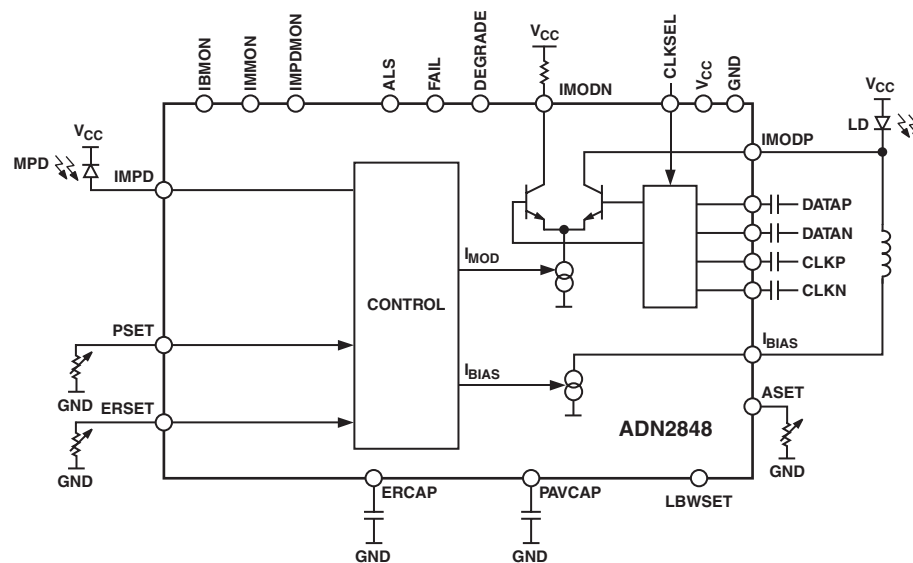 IBMON
IMMON
IMPDMON
ALS
FAIL
DEGRADE
VCC
IMODN
CLKSEL
VCC
GND
VCC
LD
IMODP
VCC
MPD
IMPD
DATAP
DATAN
CLKP
CLKN
IMOD
CONTROL
PSET
GND
IBIAS
IBIAS
ERSET
GND
ASET
GND
ADN2848
ERCAP
GND
PAVCAP
GND
LBWSET